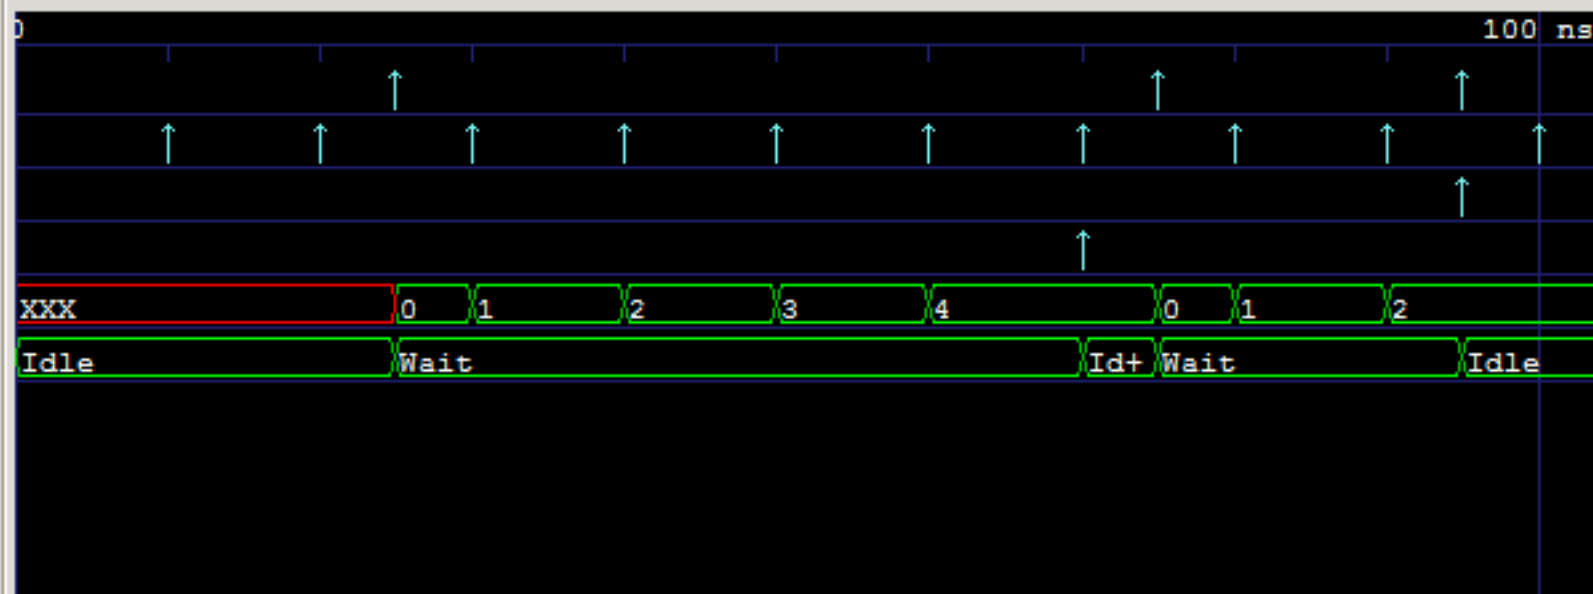 0 100 ns
XXX 0 1 2 3 4 0 1 2
Idle Wait Id+ Wait Idle